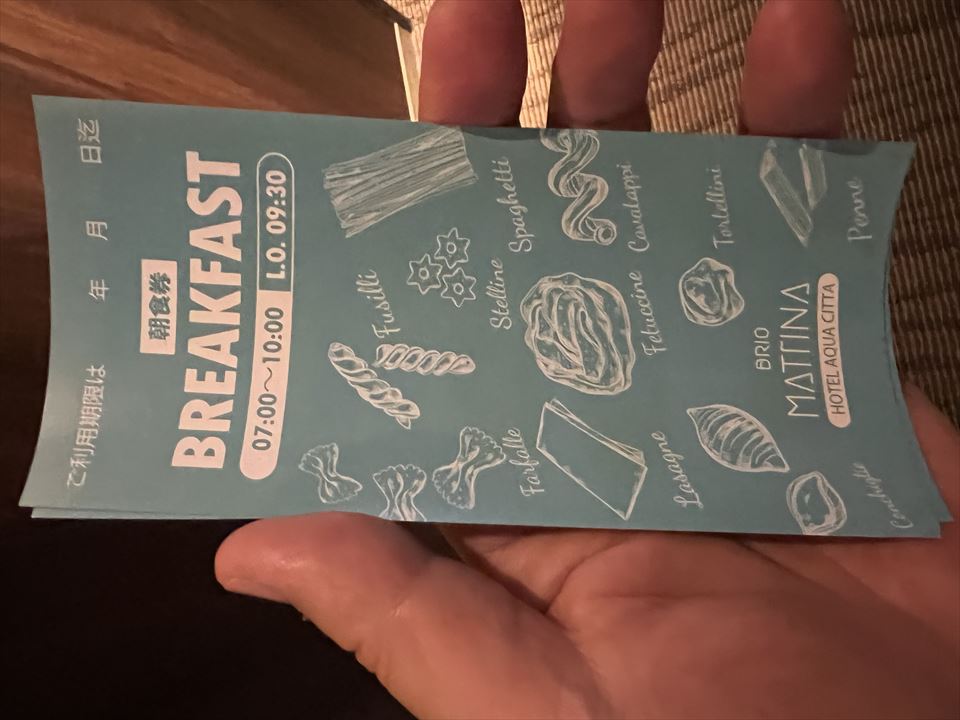 ご利用期限は 年 月 日迄
朝食券
BREAKFAST
07:00～10:00 L.O. 09:30
Fusilli
Spaghetti
Stelline
Farfalle
Cavatappi
Fetuccine
Lasagne
Tortellini
Penne
BRIO
MATTINA
HOTEL AQUA CITTA
Conchiglie